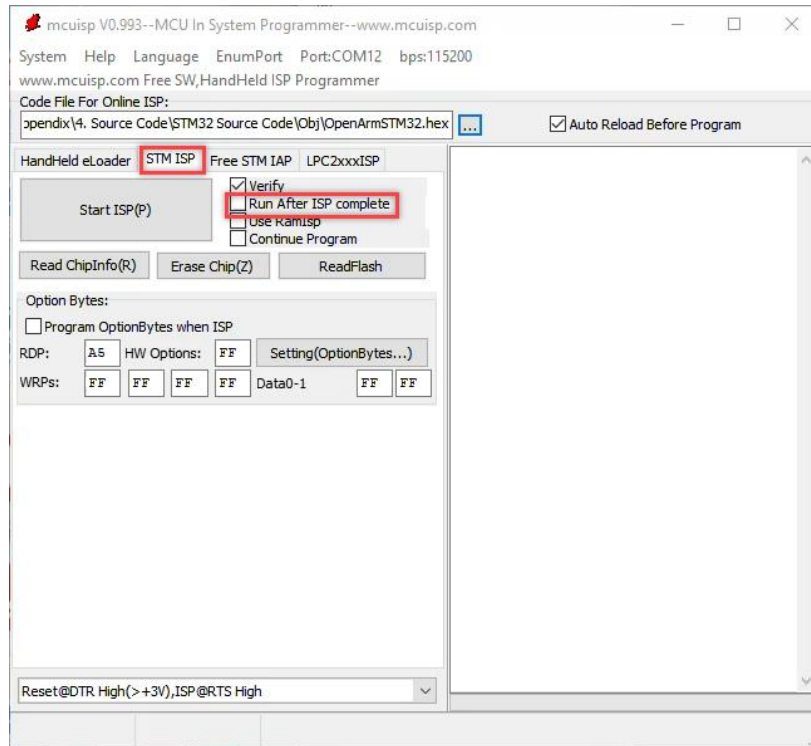 mcuisp V0.993--MCU In System Programmer--www.mcuisp.com
System Help Language EnumPort Port:COM12 bps:115200
www.mcuisp.com Free SW,HandHeld ISP Programmer
Code File For Online ISP:
ppendix\4. Source Code\STM32 Source Code\Obj\OpenArmSTM32.hex ... Auto Reload Before Program
HandHeld eLoader STM ISP Free STM IAP LPC2xxxISP
Verify
Start ISP(P) Run After ISP complete
Use RamIsp
Continue Program
Read ChipInfo(R) Erase Chip(Z) ReadFlash
Option Bytes:
Program OptionBytes when ISP
RDP: A5 HW Options: FF Setting(OptionBytes...)
WRPs: FF FF FF FF Data0-1 FF FF
Reset@DTR High(>+3V),ISP@RTS High